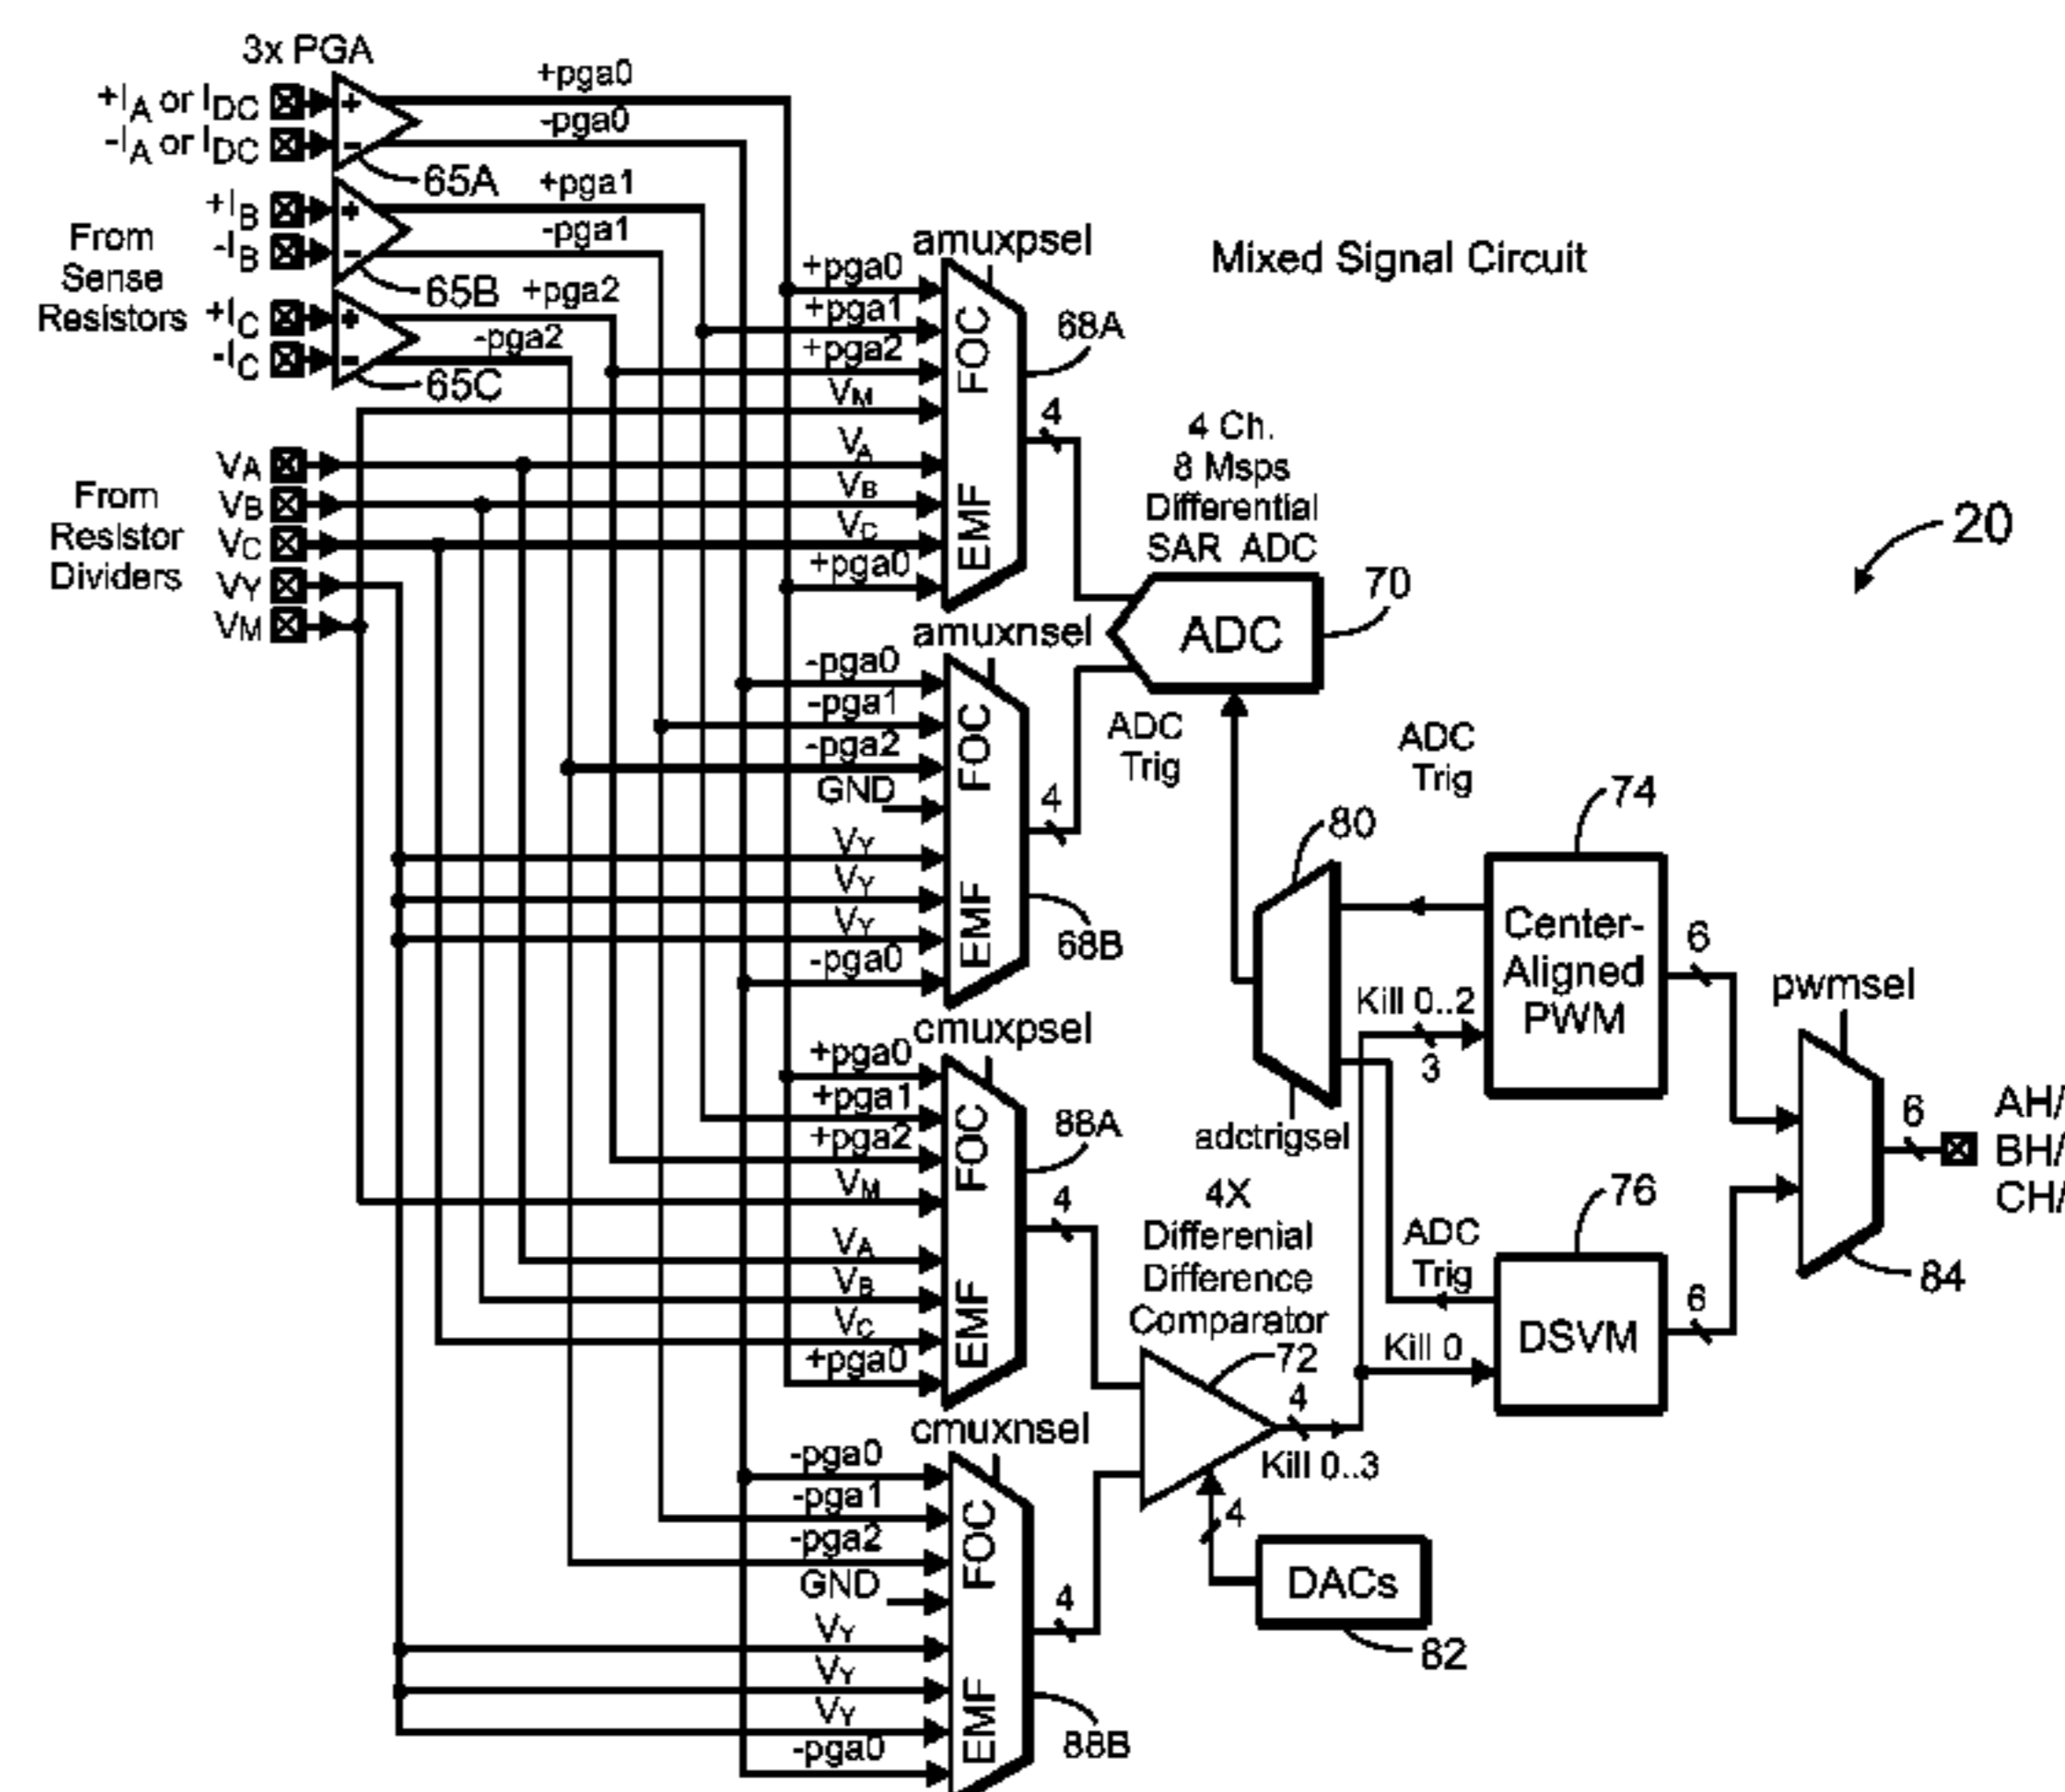 3x PGA
+IA or IDC
-IA or IDC
+IB
-IB
+IC
-IC
From
Sense
Resistors
65A
65B
65C
+pga0
-pga0
+pga1
-pga1
+pga2
-pga2
From
Resistor
Dividers
VA
VB
VC
VY
VM
amuxpsel
+pga0
+pga1
+pga2
VM
VA
VB
VC
+pga0
FOC
EMF
68A
4
Mixed Signal Circuit
4 Ch.
8 Msps
Differential
SAR ADC
ADC
70
20
amuxnsel
-pga0
-pga1
-pga2
GND
VY
VY
VY
-pga0
FOC
EMF
68B
4
ADC
Trig
ADC
Trig
80
adctrigsel
74
Center-
Aligned
PWM
Kill 0..2
3
6
pwmsel
6
AH/
BH/
CH/
84
cmuxpsel
+pga0
+pga1
+pga2
VM
VA
VB
VC
+pga0
FOC
EMF
88A
4
4X
Differenial
Difference
Comparator
72
4
Kill 0..3
ADC
Trig
76
DSVM
Kill 0
6
4
DACs
82
cmuxnsel
-pga0
-pga1
-pga2
GND
VY
VY
VY
-pga0
FOC
EMF
88B
4